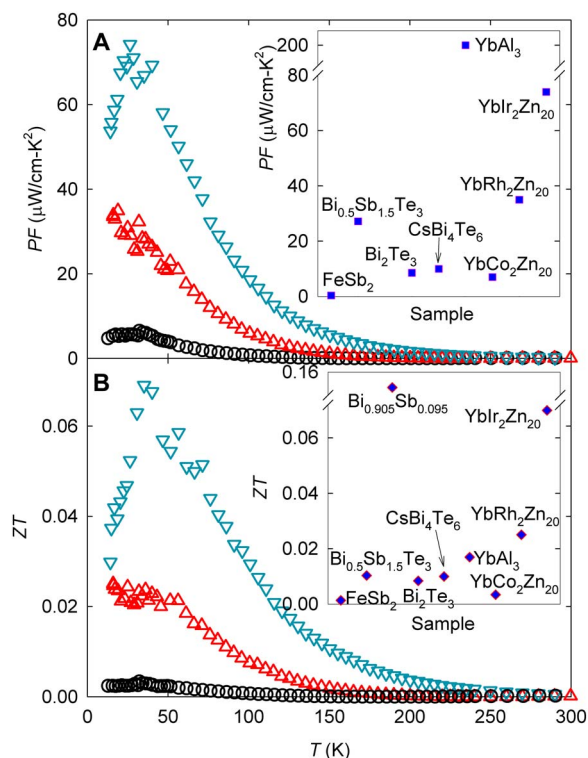 A
PF (μW/cm-K²)
80
60
40
20
0
PF (μW/cm-K²)
200
80
60
40
20
0
YbAl₃
YbIr₂Zn₂₀
YbRh₂Zn₂₀
Bi₀.₅Sb₁.₅Te₃
CsBi₄Te₆
Bi₂Te₃
YbCo₂Zn₂₀
FeSb₂
Sample
B
ZT
0.06
0.04
0.02
0.00
ZT
0.16
0.06
0.04
0.02
0.00
Bi₀.₉₀₅Sb₀.₀₉₅
YbIr₂Zn₂₀
YbRh₂Zn₂₀
CsBi₄Te₆
Bi₀.₅Sb₁.₅Te₃
YbAl₃
YbCo₂Zn₂₀
FeSb₂
Bi₂Te₃
Sample
0 50 100 150 200 250 300
T (K)